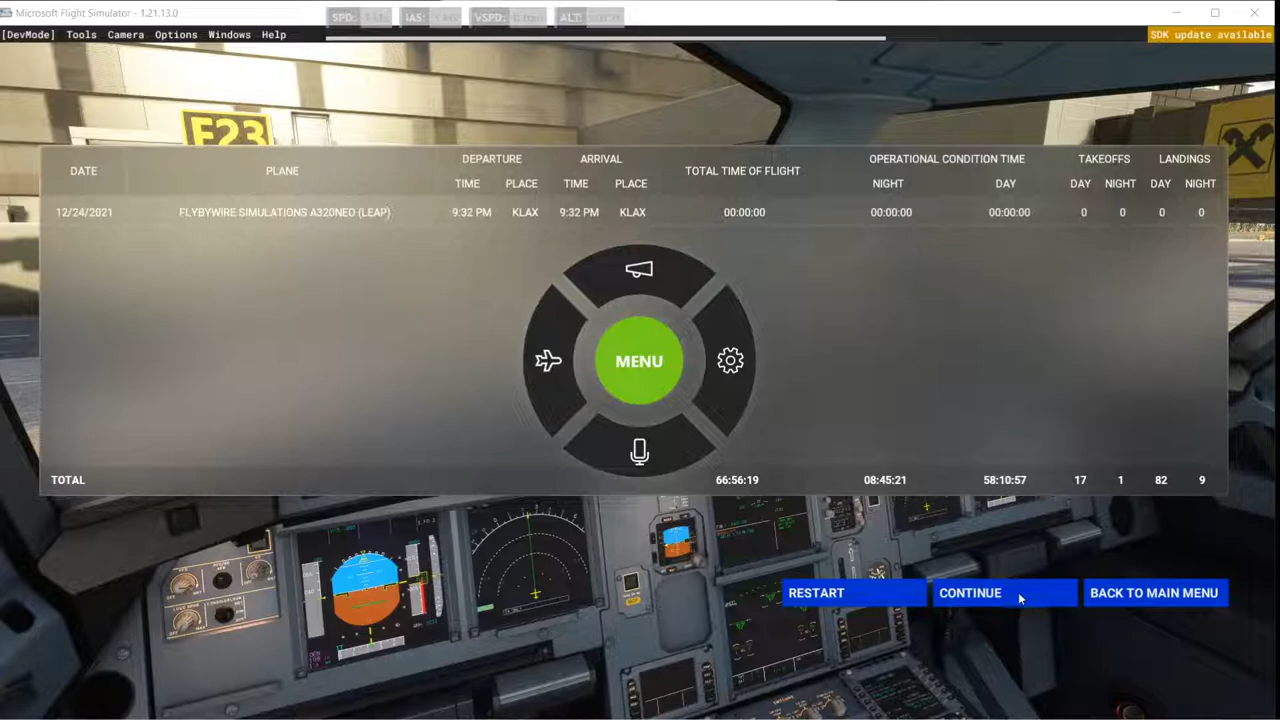 Microsoft Flight Simulator - 1.21.13.0
SPD: IAS: VSPD: ALT:
[DevMode] Tools Camera Options Windows Help
SDK update available
F23
DATE PLANE DEPARTURE ARRIVAL TOTAL TIME OF FLIGHT OPERATIONAL CONDITION TIME TAKEOFFS LANDINGS
TIME PLACE TIME PLACE NIGHT DAY DAY NIGHT DAY NIGHT
12/24/2021 FLYBYWIRE SIMULATIONS A320NEO (LEAP) 9:32 PM KLAX 9:32 PM KLAX 00:00:00 00:00:00 00:00:00 0 0 0 0
MENU
TOTAL 66:56:19 08:45:21 58:10:57 17 1 82 9
RESTART CONTINUE BACK TO MAIN MENU